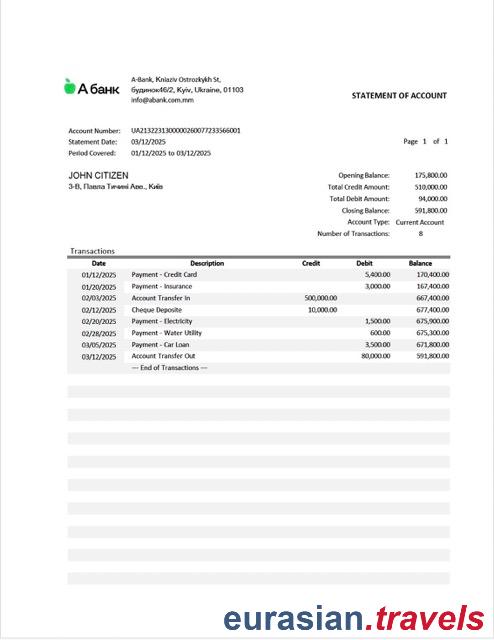 А банк
A-Bank, Kniaziv Ostrozkykh St,
будинок46/2, Kyiv, Ukraine, 01103
info@abank.com.mm
STATEMENT OF ACCOUNT
Account Number: UA2132231300000260077233566001
Statement Date: 03/12/2025 Page 1 of 1
Period Covered: 01/12/2025 to 03/12/2025
JOHN CITIZEN
3-В, Павла Тичині Аве., Київ
Opening Balance: 175,800.00
Total Credit Amount: 510,000.00
Total Debit Amount: 94,000.00
Closing Balance: 591,800.00
Account Type: Current Account
Number of Transactions: 8
Transactions
Date Description Credit Debit Balance
01/12/2025 Payment - Credit Card 5,400.00 170,400.00
01/20/2025 Payment - Insurance 3,000.00 167,400.00
02/03/2025 Account Transfer In 500,000.00 667,400.00
02/12/2025 Cheque Deposite 10,000.00 677,400.00
02/20/2025 Payment - Electricity 1,500.00 675,900.00
02/28/2025 Payment - Water Utility 600.00 675,300.00
03/05/2025 Payment - Car Loan 3,500.00 671,800.00
03/12/2025 Account Transfer Out 80,000.00 591,800.00
--- End of Transactions ---
eurasian.travels